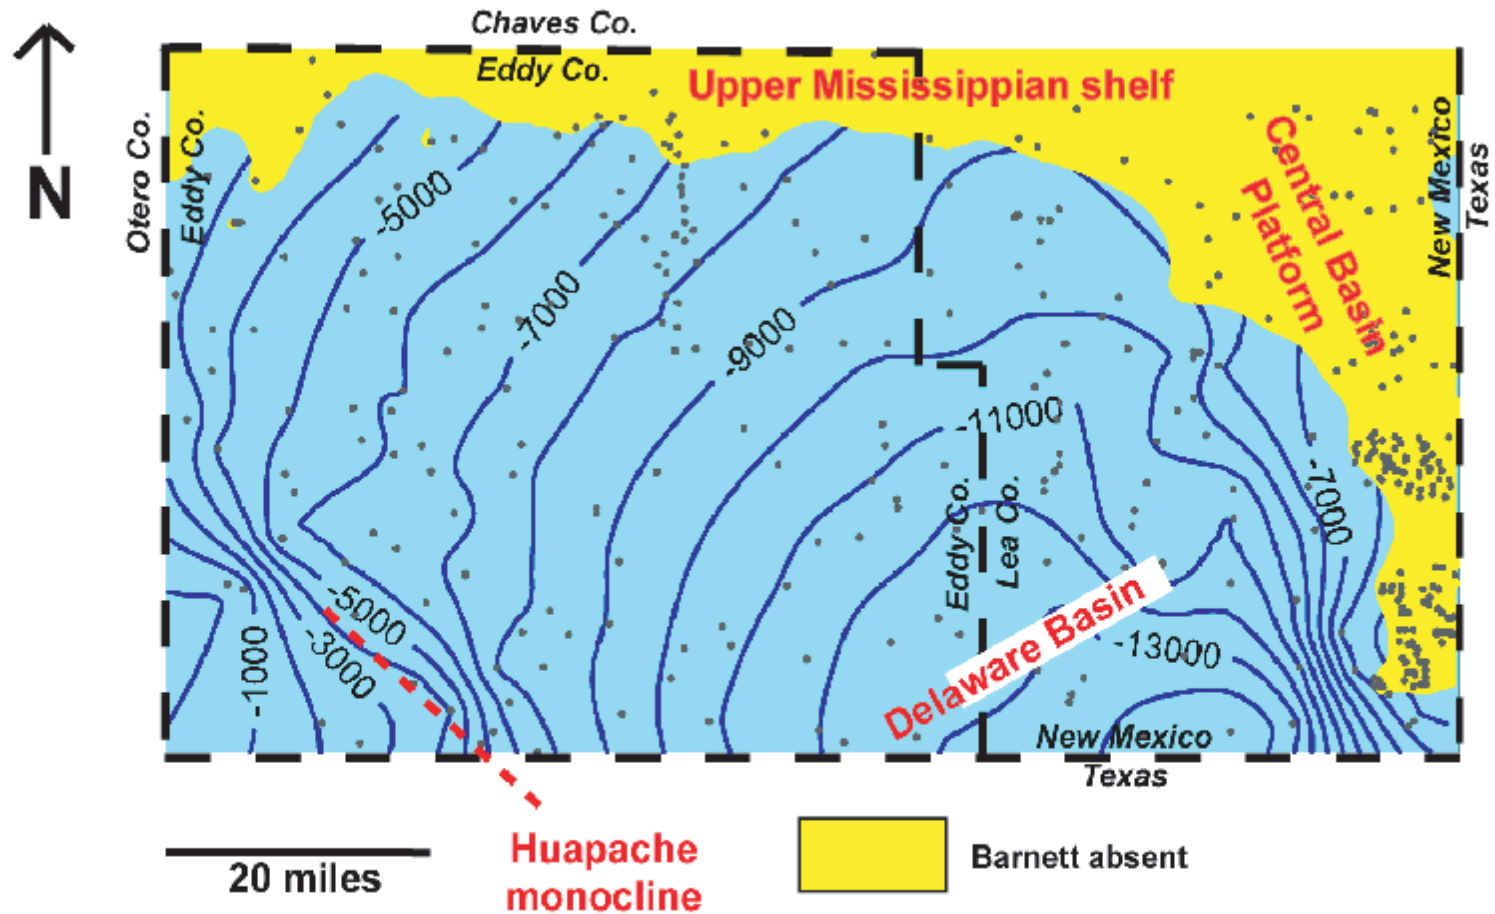 Chaves Co.
Eddy Co.
Upper Mississippian shelf
N
Otero Co.
Eddy Co.
Central Basin
Platform
New Mexico
Texas
-5000
-7000
-9000
-11000
-7000
Eddy Co.
Lea Co.
-5000
-3000
-1000
Delaware Basin
-13000
New Mexico
Texas
20 miles
Huapache
monocline
Barnett absent